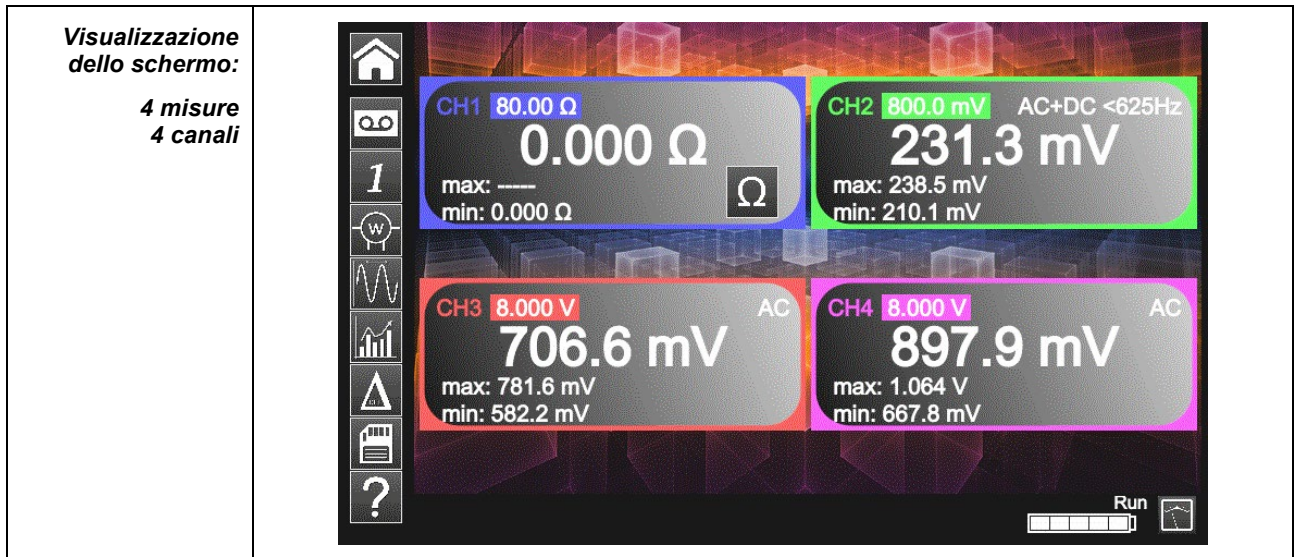 Visualizzazione
dello schermo:
4 misure
4 canali
1
W
CH1 80.00 Ω
0.000 Ω
max: -----
min: 0.000 Ω
Ω
CH2 800.0 mV AC+DC <625Hz
231.3 mV
max: 238.5 mV
min: 210.1 mV
CH3 8.000 V AC
706.6 mV
max: 781.6 mV
min: 582.2 mV
CH4 8.000 V AC
897.9 mV
max: 1.064 V
min: 667.8 mV
?
Run